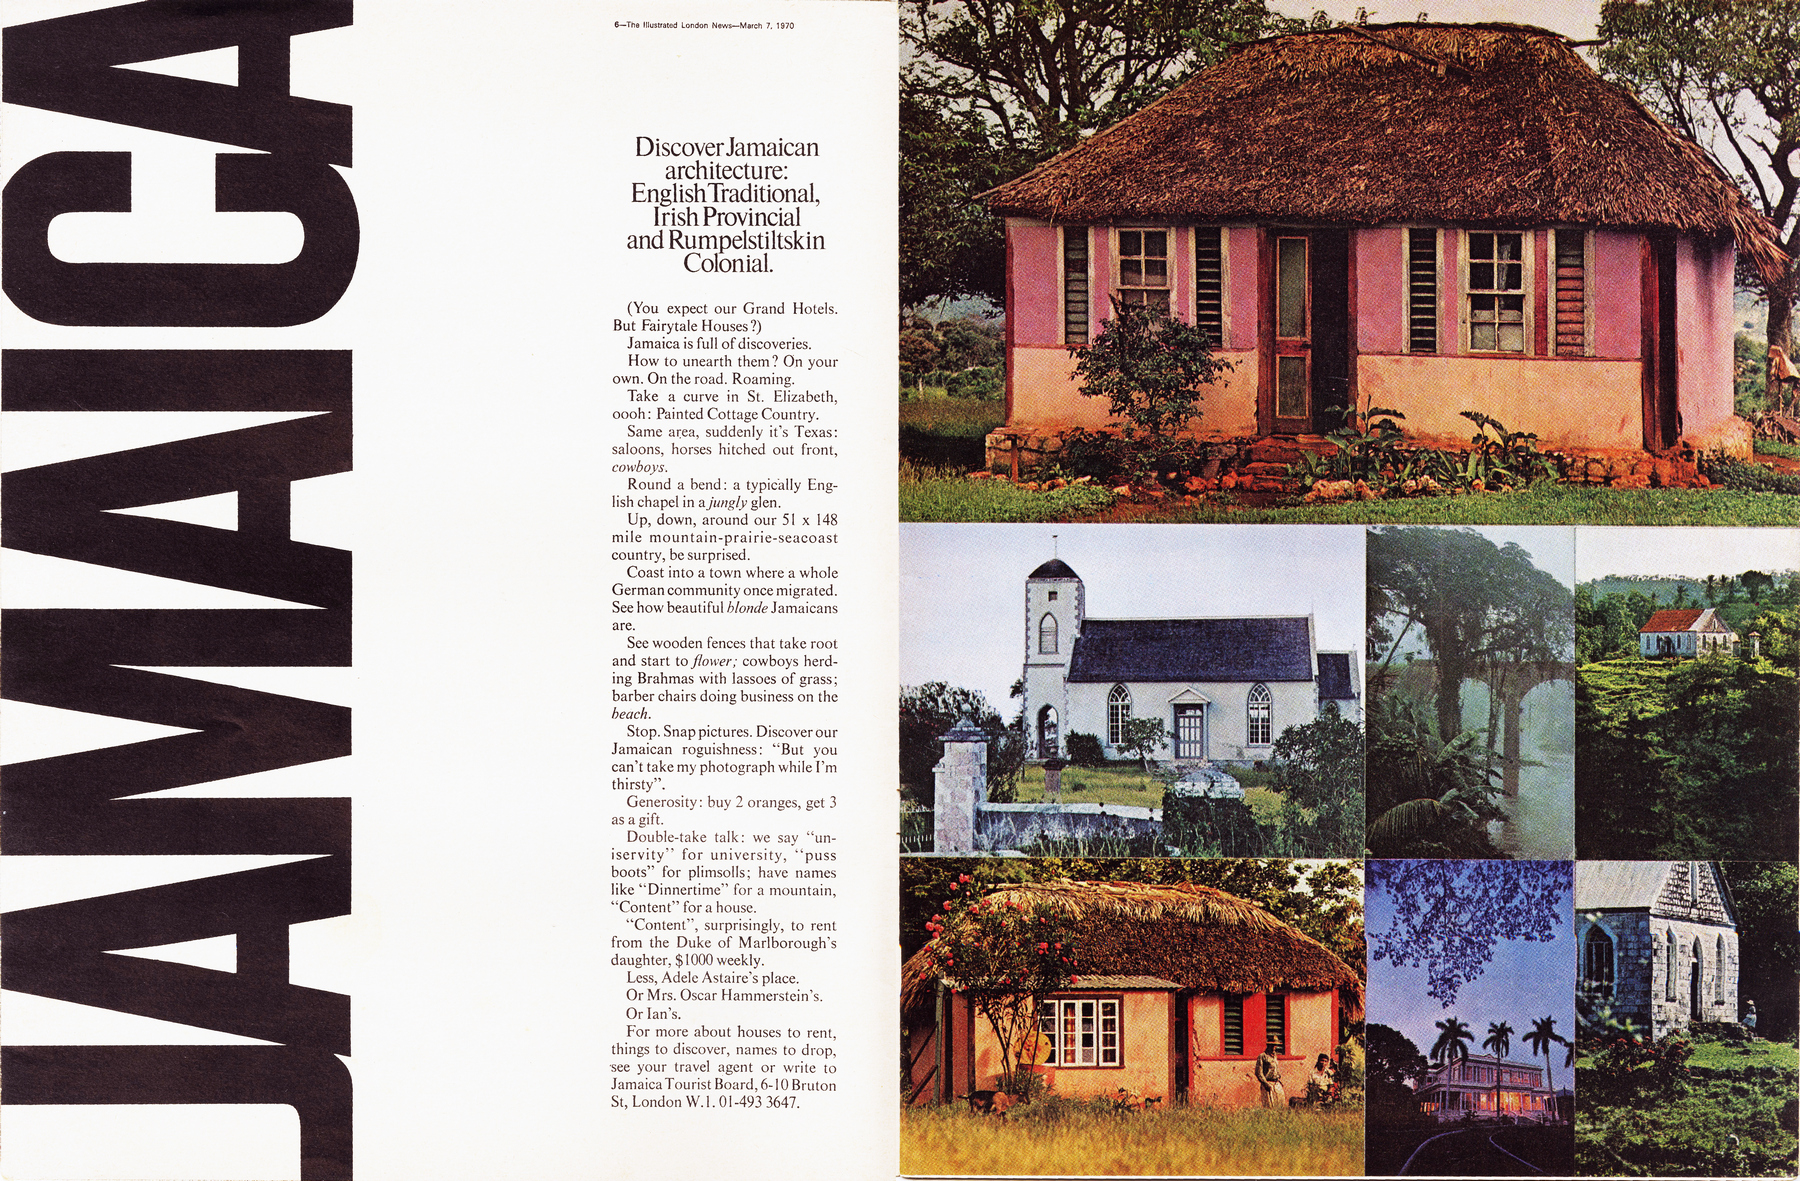 JAMAICA
6—The Illustrated London News—March 7, 1970
Discover Jamaican
architecture:
English Traditional,
Irish Provincial
and Rumpelstiltskin
Colonial.
(You expect our Grand Hotels.
But Fairytale Houses?)
Jamaica is full of discoveries.
How to unearth them? On your
own. On the road. Roaming.
Take a curve in St. Elizabeth,
oooh: Painted Cottage Country.
Same area, suddenly it's Texas:
saloons, horses hitched out front,
cowboys.
Round a bend: a typically Eng-
lish chapel in a jungly glen.
Up, down, around our 51 x 148
mile mountain-prairie-seacoast
country, be surprised.
Coast into a town where a whole
German community once migrated.
See how beautiful blonde Jamaicans
are.
See wooden fences that take root
and start to flower; cowboys herd-
ing Brahmas with lassoes of grass;
barber chairs doing business on the
beach.
Stop. Snap pictures. Discover our
Jamaican roguishness: “But you
can't take my photograph while I'm
thirsty”.
Generosity: buy 2 oranges, get 3
as a gift.
Double-take talk: we say “un-
iservity” for university, “puss
boots” for plimsolls; have names
like “Dinnertime” for a mountain,
“Content” for a house.
“Content”, surprisingly, to rent
from the Duke of Marlborough's
daughter, $1000 weekly.
Less, Adele Astaire's place.
Or Mrs. Oscar Hammerstein's.
Or Ian's.
For more about houses to rent,
things to discover, names to drop,
see your travel agent or write to
Jamaica Tourist Board, 6-10 Bruton
St, London W.1. 01-493 3647.